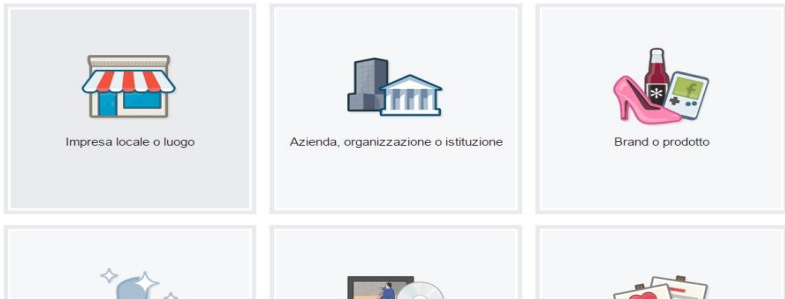 Impresa locale o luogo
Azienda, organizzazione o istituzione
Brand o prodotto